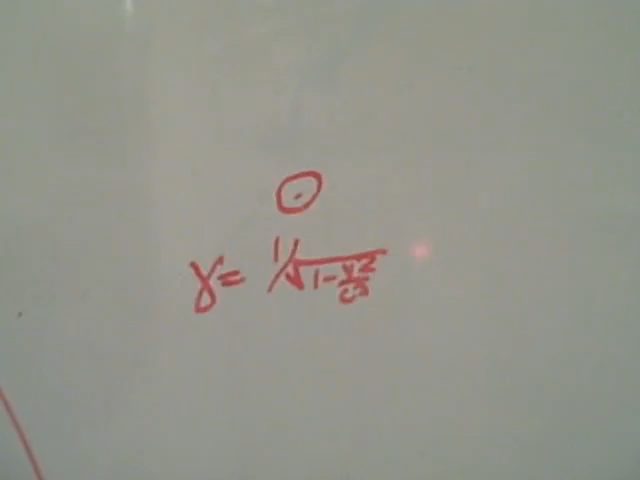 ⊙
γ = 1/√(1 - v²/c²)